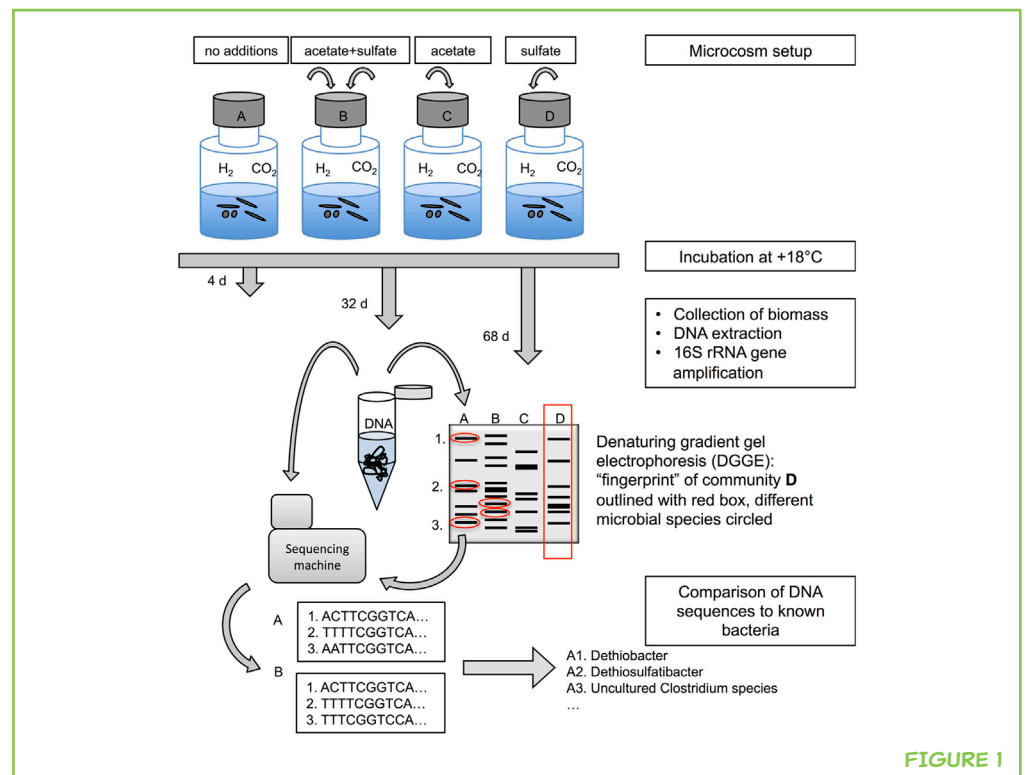 no additions
acetate+sulfate
acetate
sulfate
Microcosm setup
A
B
C
D
H2 CO2
H2 CO2
H2 CO2
H2 CO2
Incubation at +18°C
4 d
32 d
68 d
• Collection of biomass
• DNA extraction
• 16S rRNA gene
amplification
DNA
A B C D
1.
2.
3.
Denaturing gradient gel
electrophoresis (DGGE):
“fingerprint” of community D
outlined with red box, different
microbial species circled
Sequencing
machine
Comparison of DNA
sequences to known
bacteria
A
1. ACTTCGGTCA…
2. TTTTCGGTCA…
3. AATTCGGTCA…
B
1. ACTTCGGTCA…
2. TTTTCGGTCA…
3. TTTCGGTCCA…
A1. Dethiobacter
A2. Dethiosulfatibacter
A3. Uncultured Clostridium species
…
FIGURE 1